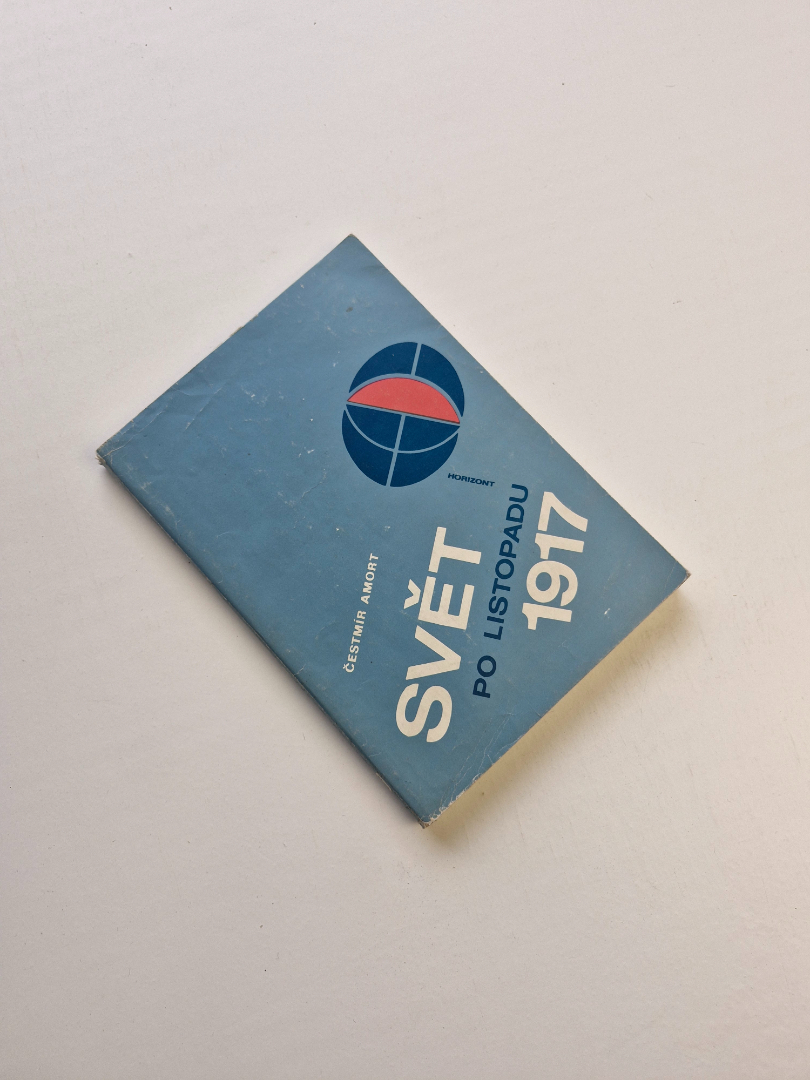 ČESTMÍR AMORT
SVĚT
PO LISTOPADU
1917
HORIZONT